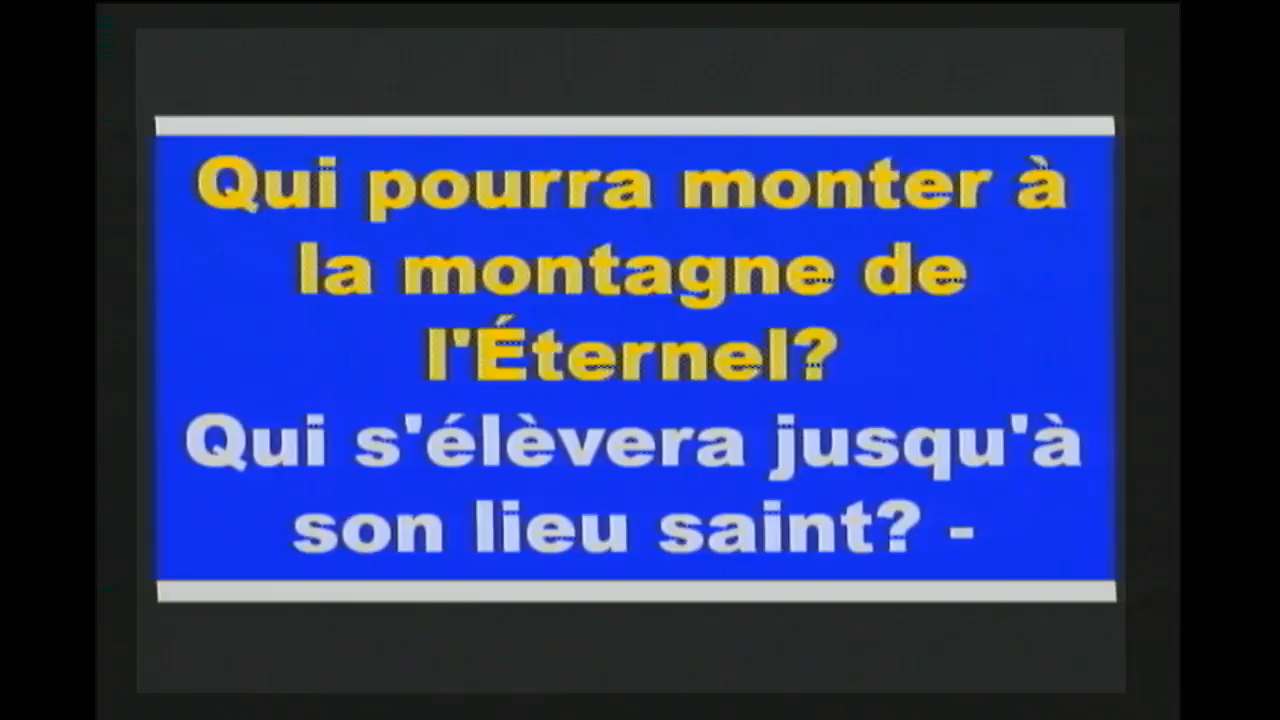 Qui pourra monter à
la montagne de
l'Éternel?
Qui s'élèvera jusqu'à
son lieu saint? -